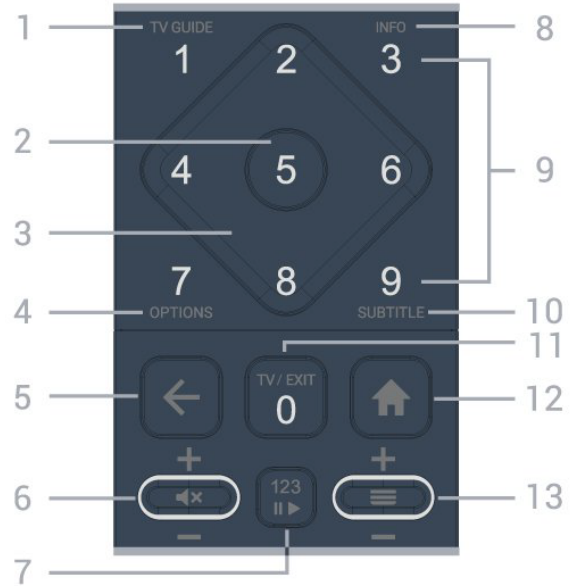 1 TV GUIDE INFO 8
1 2 3
2
4 5 6 9
3
7 8 9
4 OPTIONS SUBTITLE 10
11
TV / EXIT
5 0 12
+ +
6 13
123
- -
7